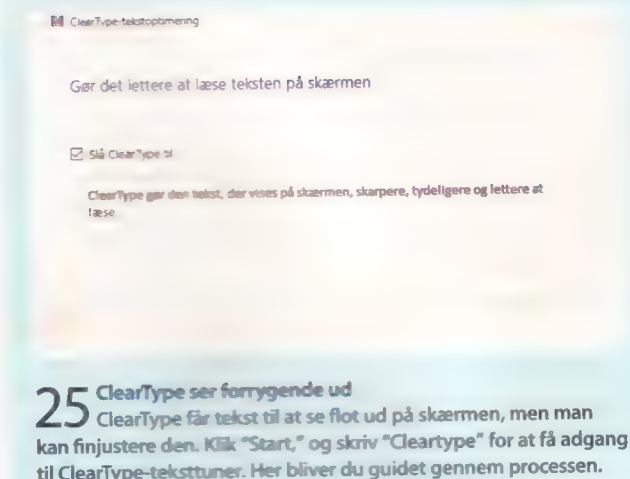 ClearType-tekstoptimering
Gør det lettere at læse teksten på skærmen
Slå ClearType til
ClearType gør den tekst, der vises på skærmen, skarpere, tydeligere og lettere at
læse
25 ClearType ser forrygende ud
ClearType får tekst til at se flot ud på skærmen, men man
kan finjustere den. Klik "Start," og skriv "Cleartype" for at få adgang
til ClearType-teksttuner. Her bliver du guidet gennem processen.